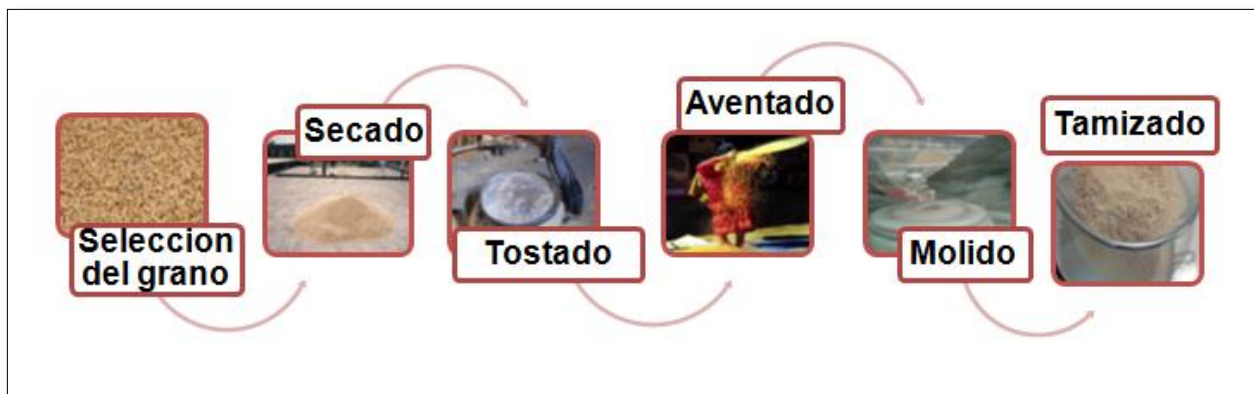 Seleccion
del grano
Secado
Tostado
Aventado
Molido
Tamizado